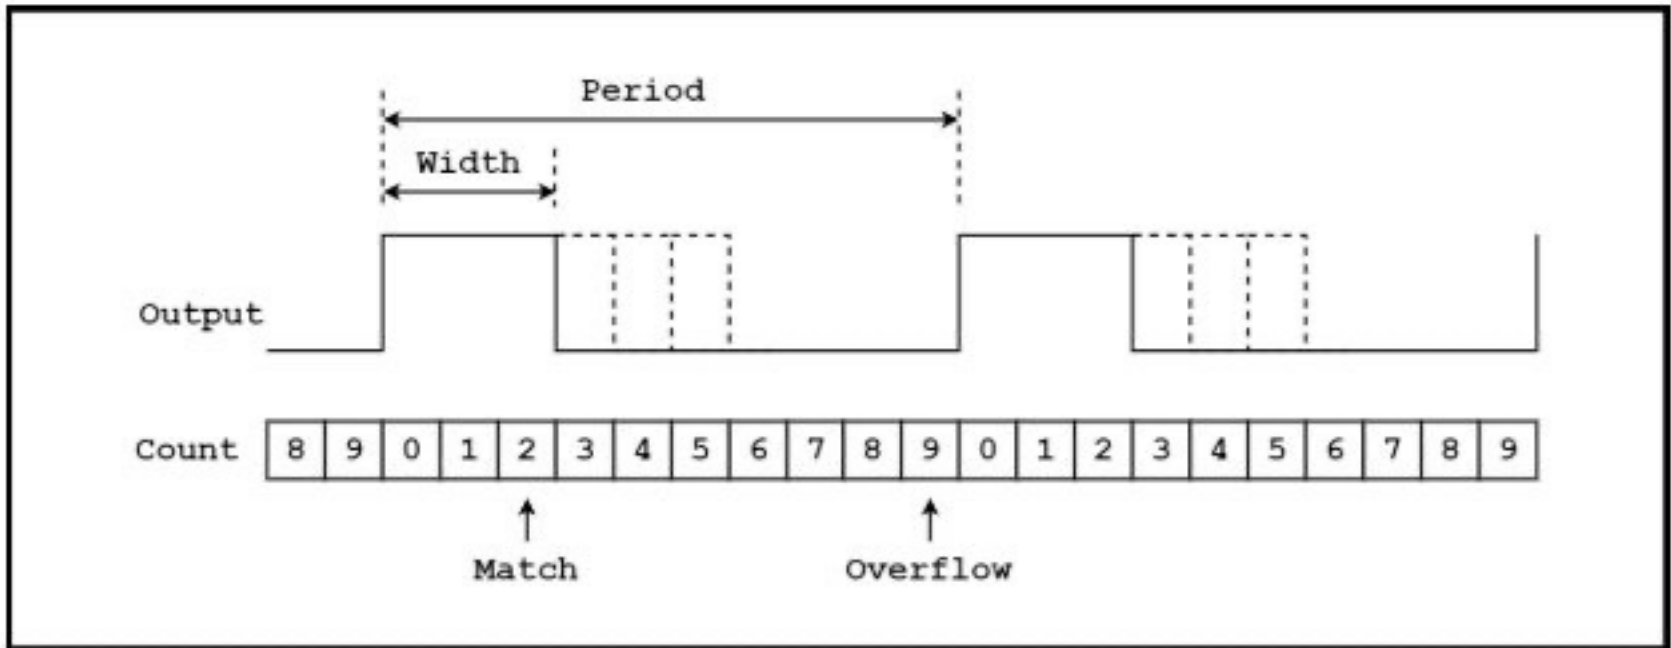 Period
Width
Output
Count 8 9 0 1 2 3 4 5 6 7 8 9 0 1 2 3 4 5 6 7 8 9
Match Overflow